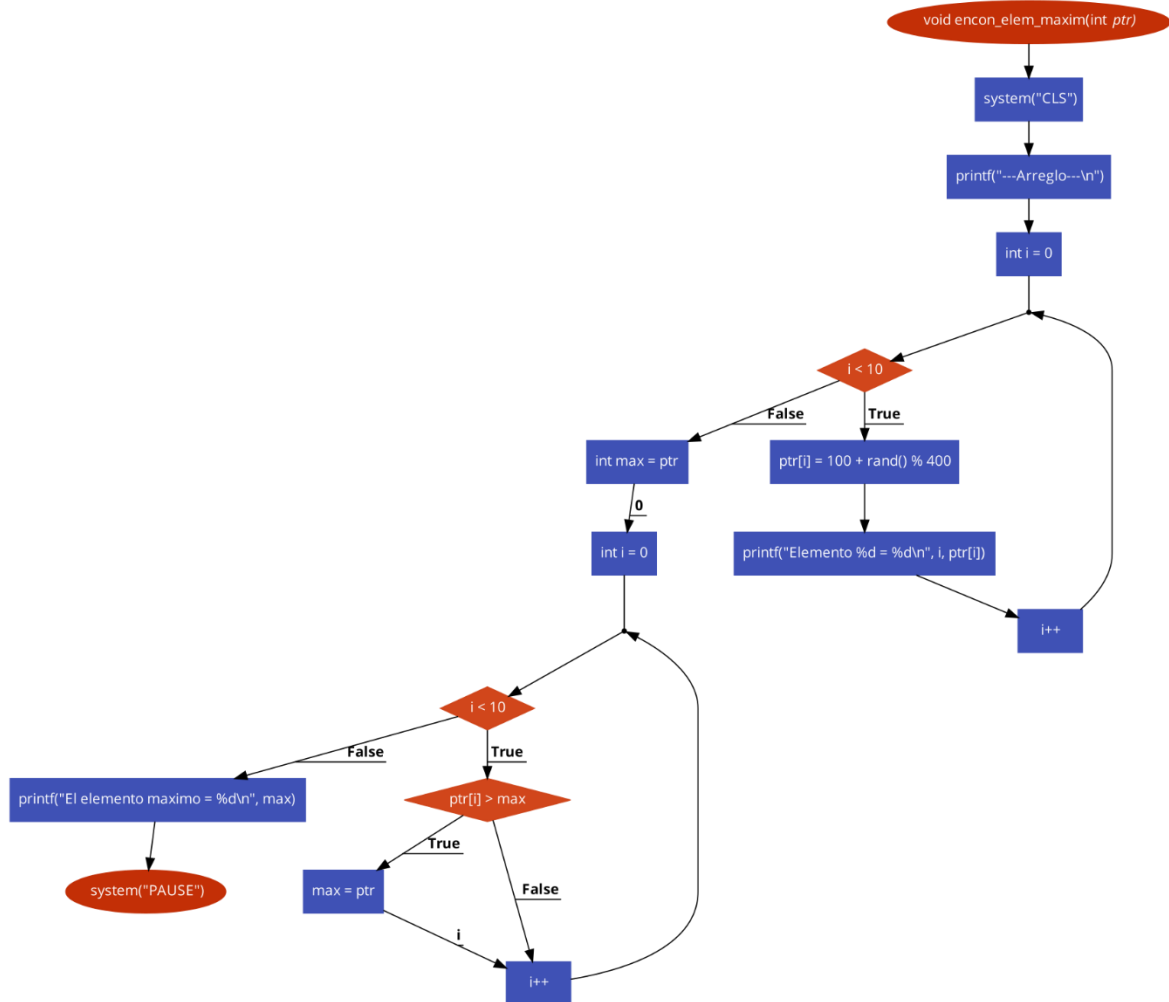 void encon_elem_maxim(int ptr)
system("CLS")
printf("---Arreglo---\n")
int i = 0
i < 10
False
True
int max = ptr
ptr[i] = 100 + rand() % 400
0
int i = 0
printf("Elemento %d = %d\n", i, ptr[i])
i++
i < 10
False
True
printf("El elemento maximo = %d\n", max)
ptr[i] > max
True
False
system("PAUSE")
max = ptr
i
i++